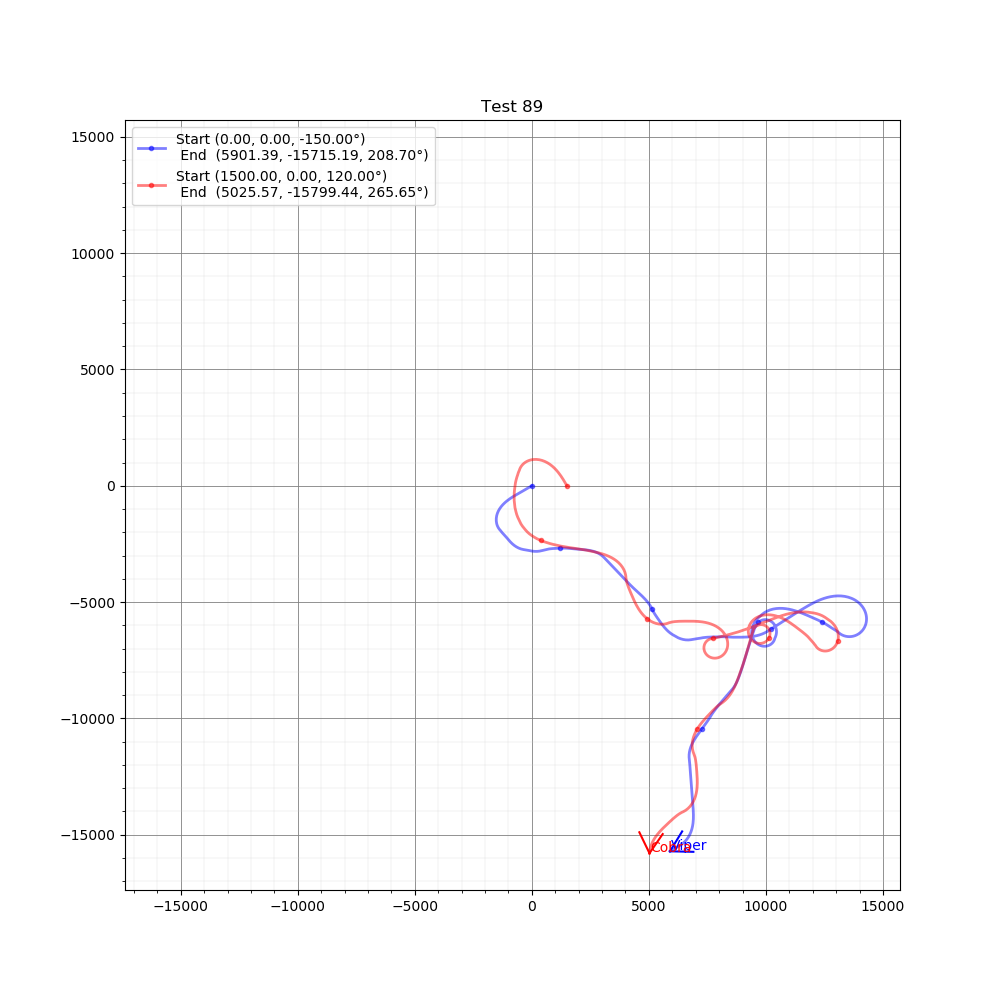 Test 89
Start (0.00, 0.00, -150.00°)
End (5901.39, -15715.19, 208.70°)
Start (1500.00, 0.00, 120.00°)
End (5025.57, -15799.44, 265.65°)
15000
10000
5000
0
−5000
−10000
−15000
Viper
−15000 −10000 −5000 0 5000 10000 15000